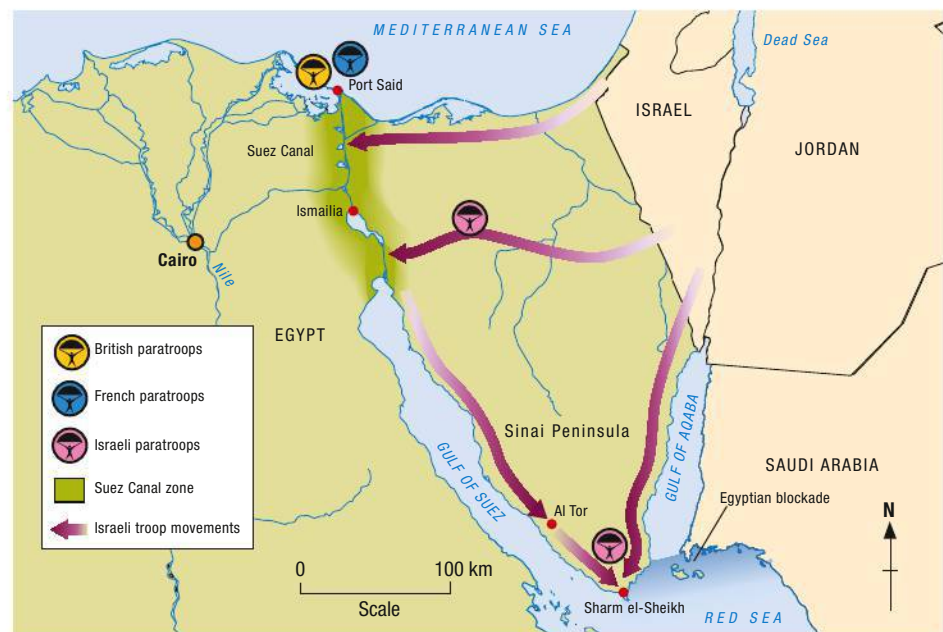 MEDITERRANEAN SEA
Dead Sea
Port Said
ISRAEL
Suez Canal
JORDAN
Ismailia
Cairo
Nile
EGYPT
British paratroops
French paratroops
Israeli paratroops
Suez Canal zone
Israeli troop movements
Sinai Peninsula
GULF OF SUEZ
GULF OF AQABA
SAUDI ARABIA
Egyptian blockade
Al Tor
N
0 100 km
Scale
Sharm el-Sheikh
RED SEA